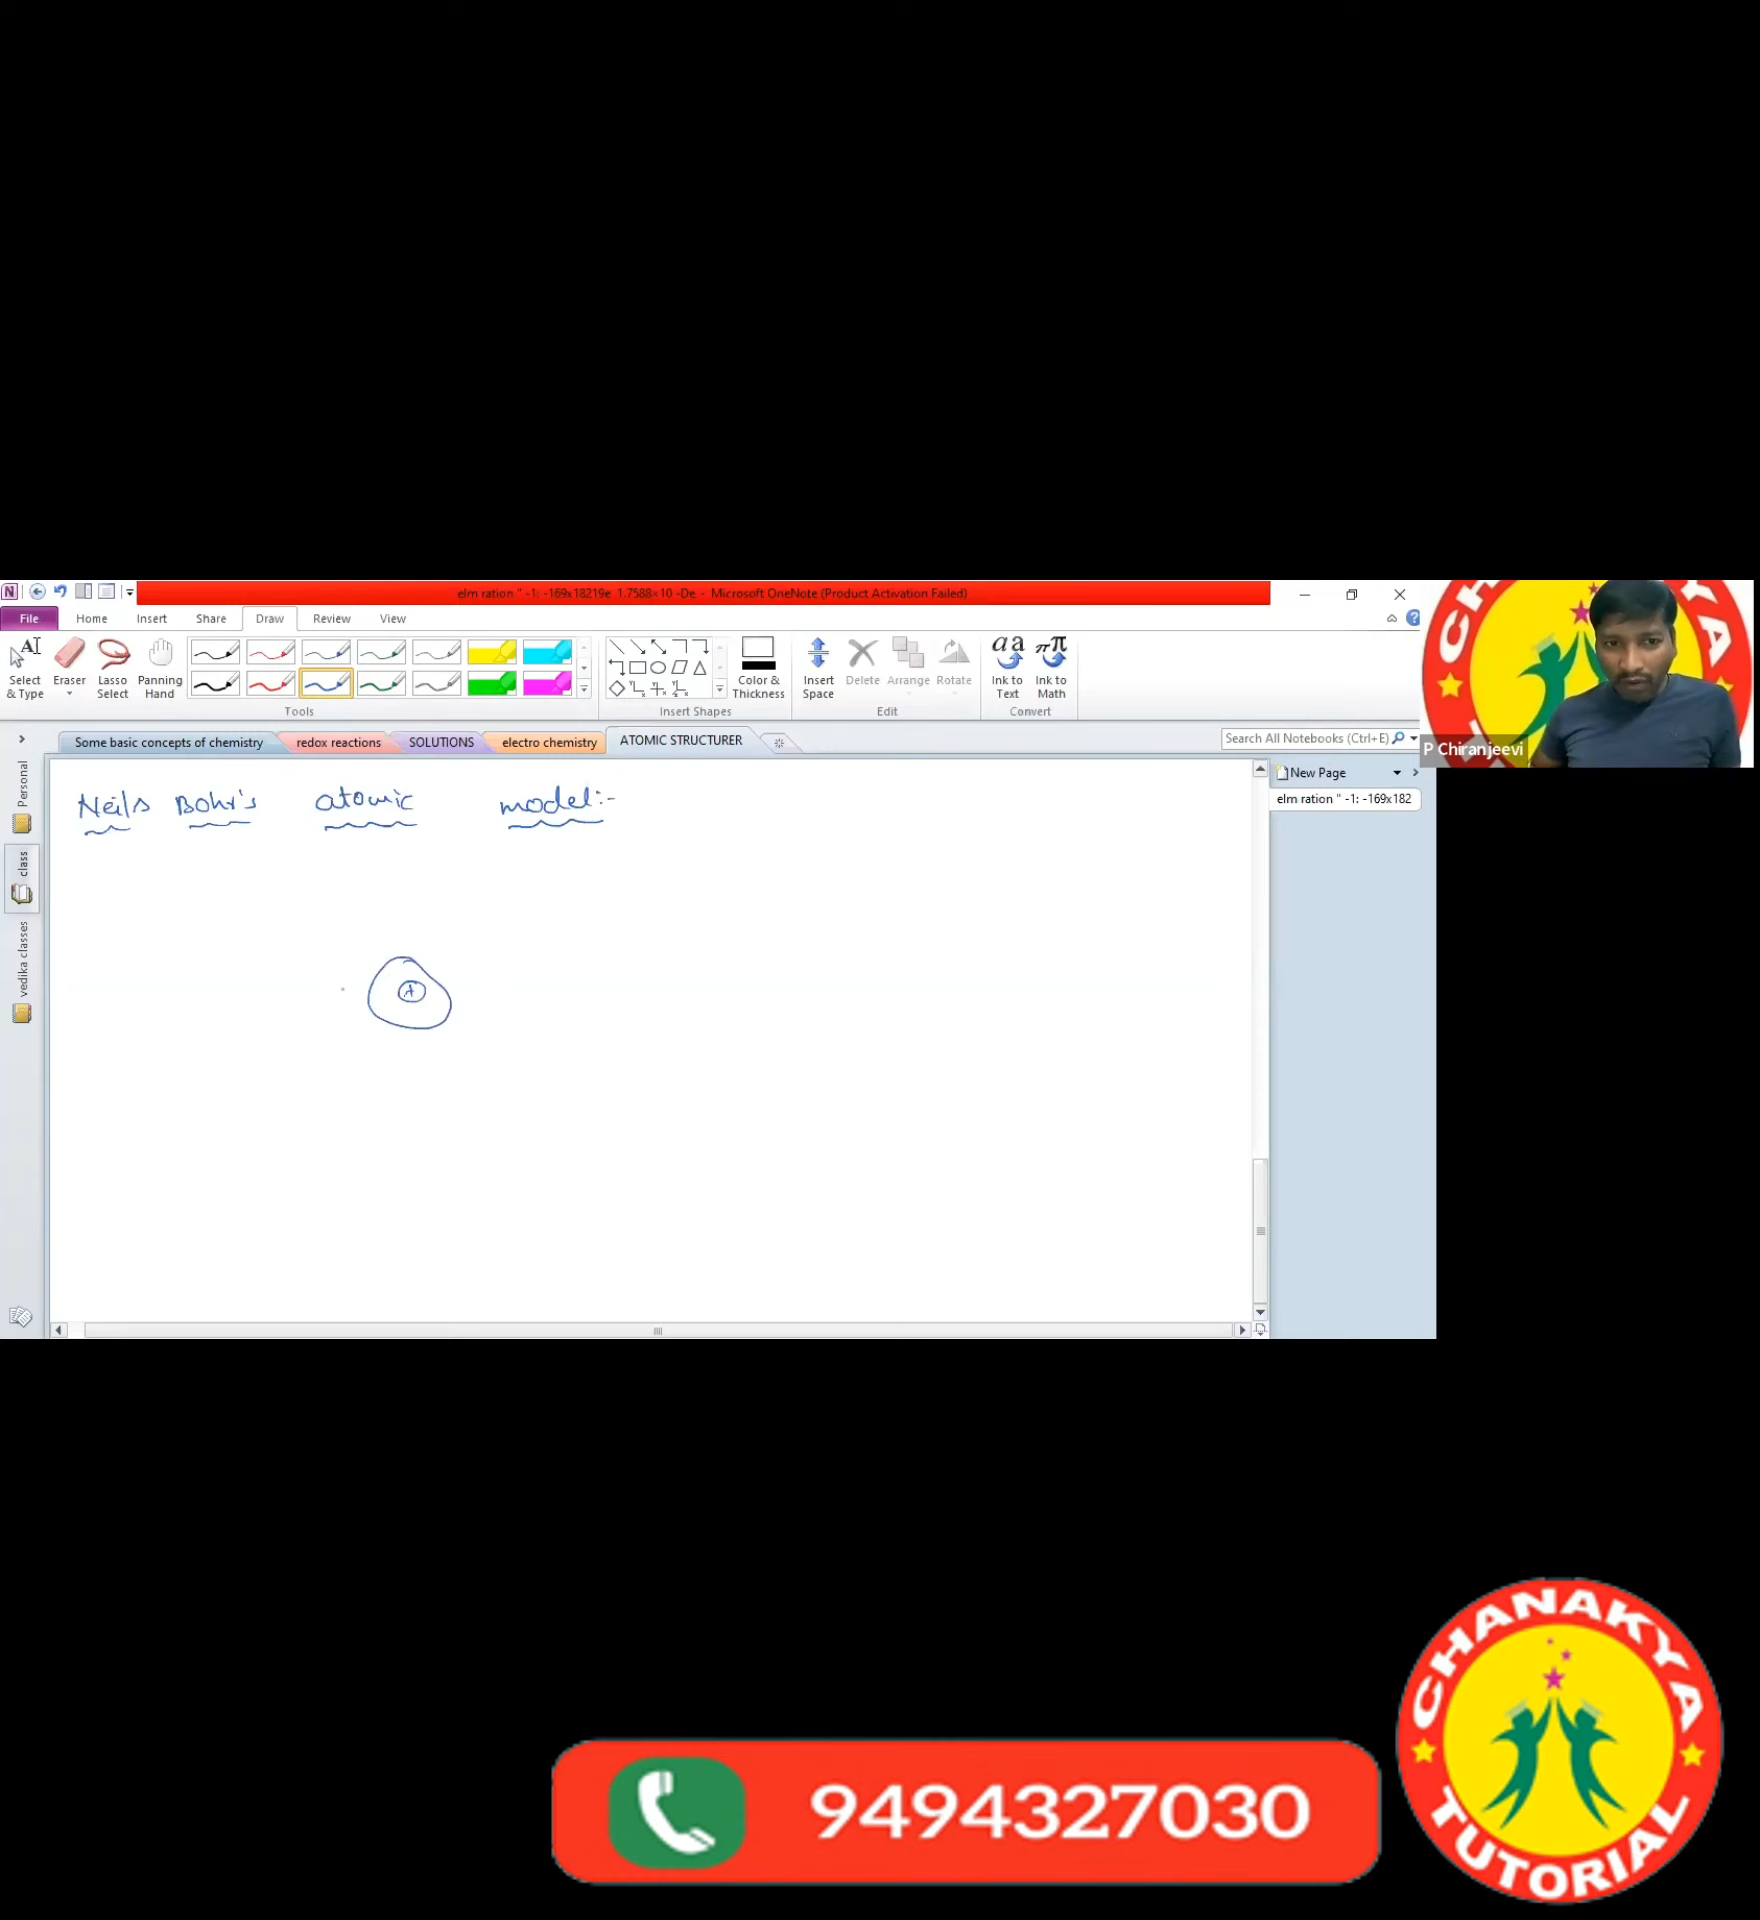 elm ration " -1: -169x18219e 1.7588×10 -De. - Microsoft OneNote (Product Activation Failed)
File Home Insert Share Draw Review View
Select & Type
Eraser
Lasso Select
Panning Hand
Color & Thickness
Insert Space
Delete
Arrange
Rotate
Ink to Text
Ink to Math
Tools
Insert Shapes
Edit
Convert
Some basic concepts of chemistry
redox reactions
SOLUTIONS
electro chemistry
ATOMIC STRUCTURER
Search All Notebooks (Ctrl+E)
P Chiranjeevi
New Page
elm ration " -1: -169x182
Personal
class
vedika classes
Neils Bohr's atomic model:-
+
9494327030
CHANAKYA
TUTORIAL